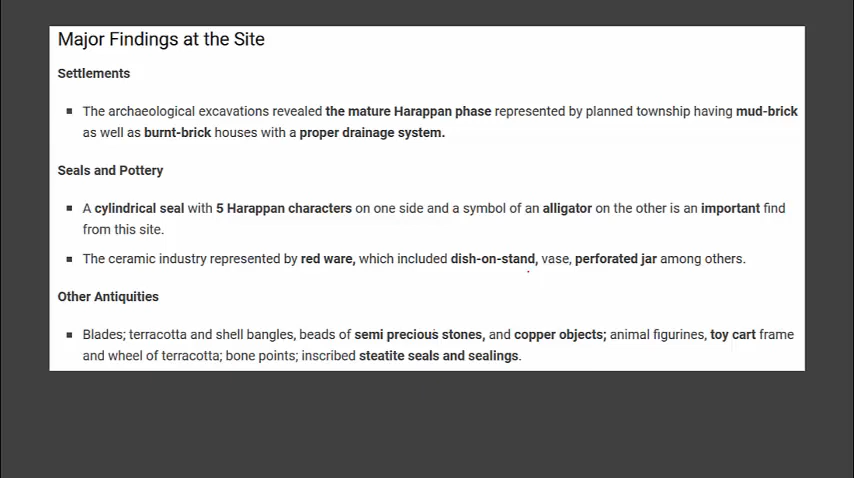 Major Findings at the Site
Settlements
▪ The archaeological excavations revealed the mature Harappan phase represented by planned township having mud-brick
as well as burnt-brick houses with a proper drainage system.
Seals and Pottery
▪ A cylindrical seal with 5 Harappan characters on one side and a symbol of an alligator on the other is an important find
from this site.
▪ The ceramic industry represented by red ware, which included dish-on-stand, vase, perforated jar among others.
Other Antiquities
▪ Blades; terracotta and shell bangles, beads of semi precious stones, and copper objects; animal figurines, toy cart frame
and wheel of terracotta; bone points; inscribed steatite seals and sealings.